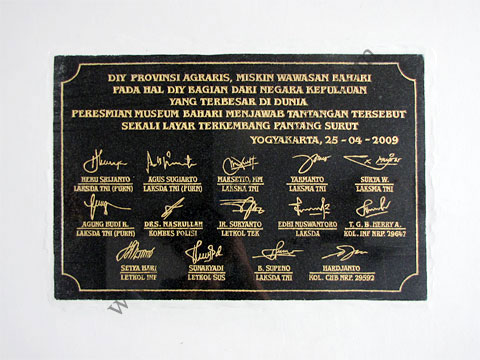 DIY PROVINSI AGRARIS, MISKIN WAWASAN BAHARI
PADA HAL DIY BAGIAN DARI NEGARA KEPULAUAN
YANG TERBESAR DI DUNIA
PERESMIAN MUSEUM BAHARI MENJAWAB TANTANGAN TERSEBUT
SEKALI LAYAR TERKEMBANG PANTANG SURUT
YOGYAKARTA, 25 - 04 - 2009
HERU SRIJANTO AGUS SUGIARTO MARSETIO, MM YARMANTO SURYA W.
LAKSDA TNI (PURN) LAKSDA TNI (PURN) LAKSMA TNI LAKSMA TNI LAKSMA TNI
AGUNG BUDI R. DRS. NASRULLAH IR. SURYANTO EDHI NUSWANTORO T. G. B. HERRY A.
LAKSDA TNI (PURN) KOMBES POLISI LETKOL TEK LAKSDA TNI KOL. INF NRP. 29647
SETYA HARI SUNARYADI B. SUPENO HARDJANTO
LETKOL INF LETKOL SUS LAKSDA TNI KOL. CHB NRP. 29592